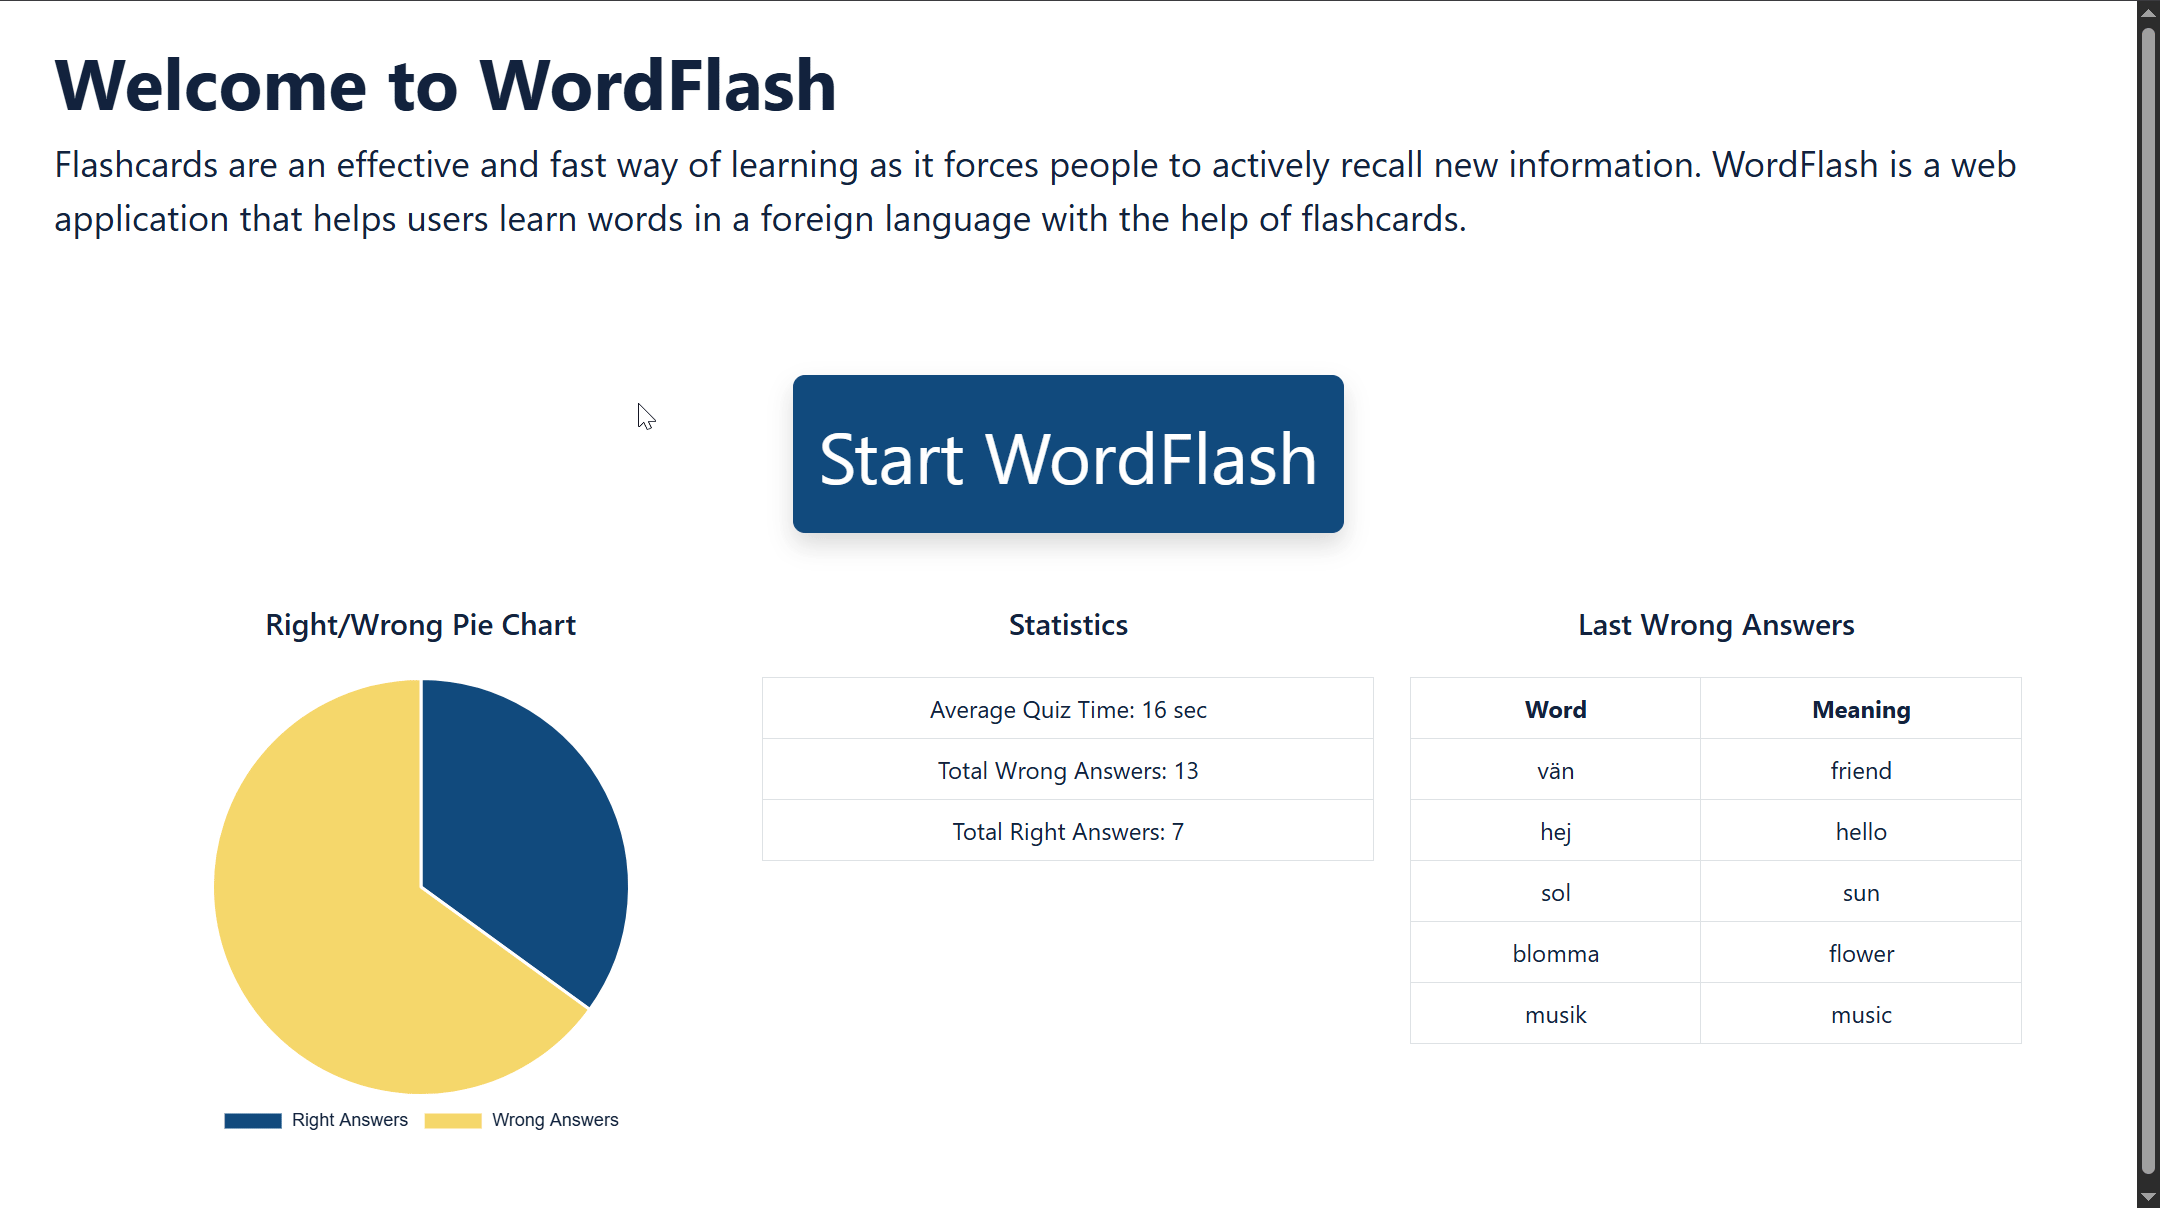 Welcome to WordFlash
Flashcards are an effective and fast way of learning as it forces people to actively recall new information. WordFlash is a web
application that helps users learn words in a foreign language with the help of flashcards.
Start WordFlash
Right/Wrong Pie Chart
Right Answers
Wrong Answers
Statistics
Average Quiz Time: 16 sec
Total Wrong Answers: 13
Total Right Answers: 7
Last Wrong Answers
Word Meaning
vän friend
hej hello
sol sun
blomma flower
musik music